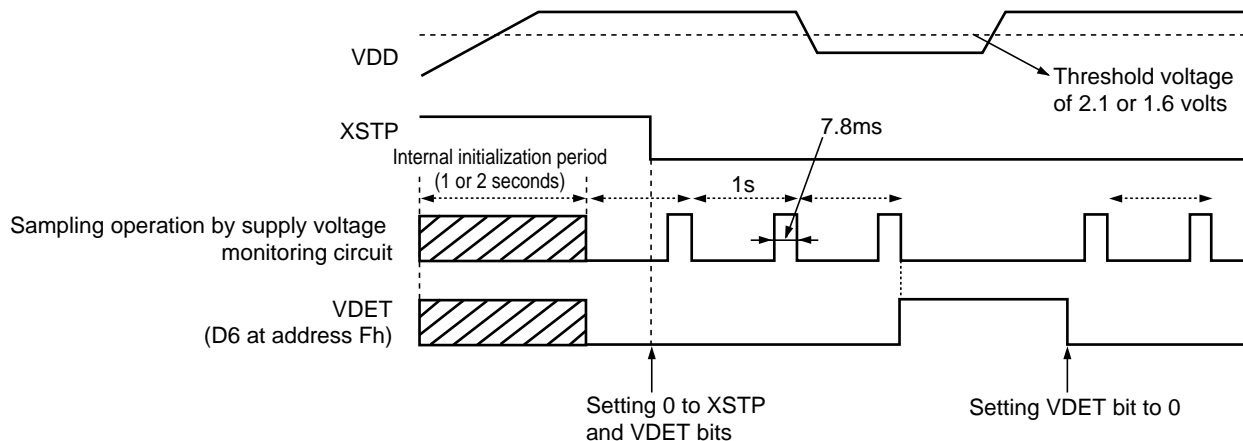 VDD
Threshold voltage
of 2.1 or 1.6 volts
XSTP
7.8ms
Internal initialization period
(1 or 2 seconds)
1s
Sampling operation by supply voltage
monitoring circuit
VDET
(D6 at address Fh)
Setting 0 to XSTP
and VDET bits
Setting VDET bit to 0